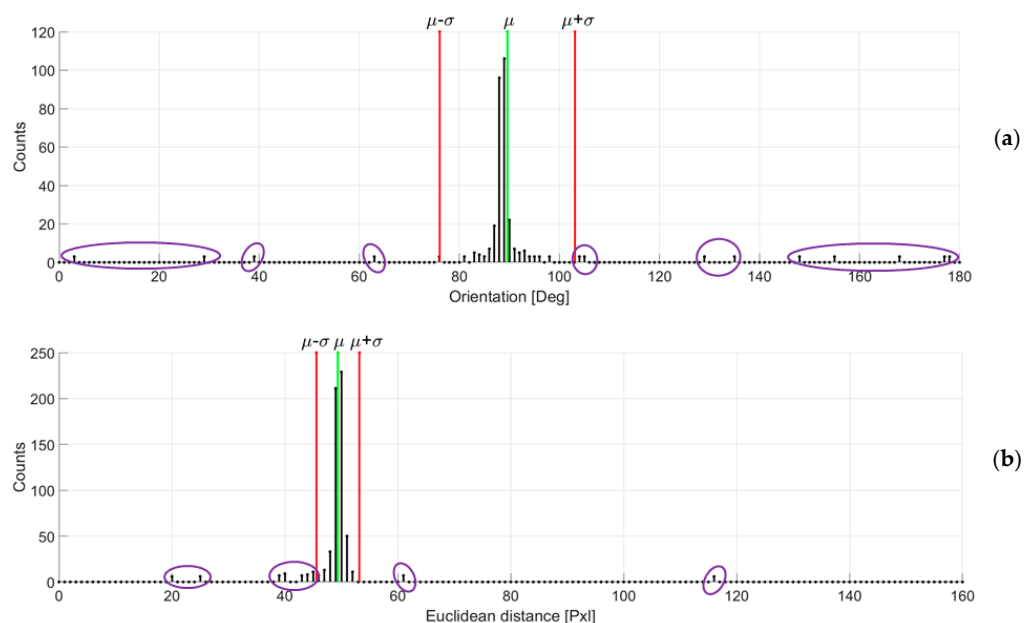 μ-σ μ μ+σ
120
100
80
60
40
20
0
Counts
0 20 40 60 80 100 120 140 160 180
Orientation [Deg]
(a)
μ-σ μ μ+σ
250
200
150
100
50
0
Counts
0 20 40 60 80 100 120 140 160
Euclidean distance [Pxl]
(b)